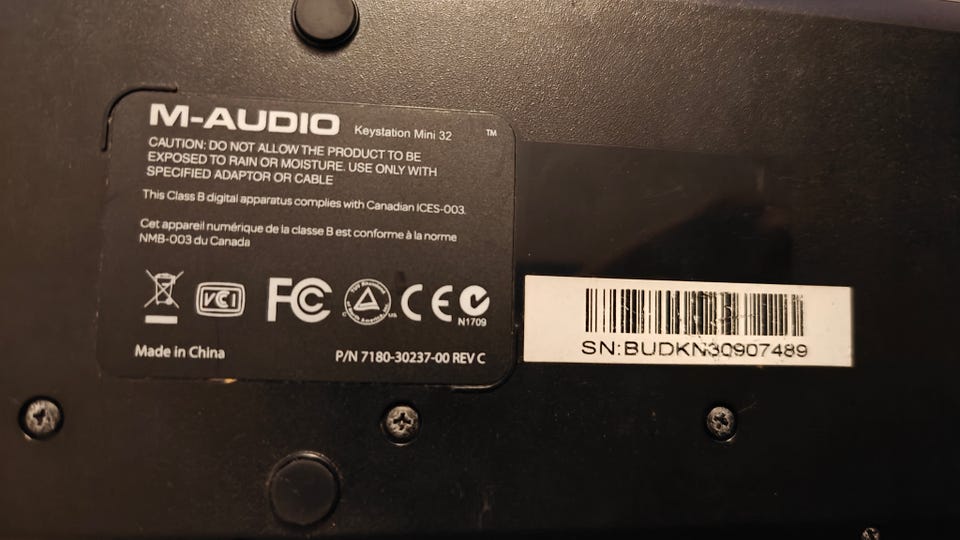 M-AUDIO Keystation Mini 32 ™
CAUTION: DO NOT ALLOW THE PRODUCT TO BE
EXPOSED TO RAIN OR MOISTURE. USE ONLY WITH
SPECIFIED ADAPTOR OR CABLE
This Class B digital apparatus complies with Canadian ICES-003.
Cet appareil numérique de la classe B est conforme à la norme
NMB-003 du Canada
VCI FC CE
N1709
Made in China P/N 7180-30237-00 REV C
SN:BUDKN30907489